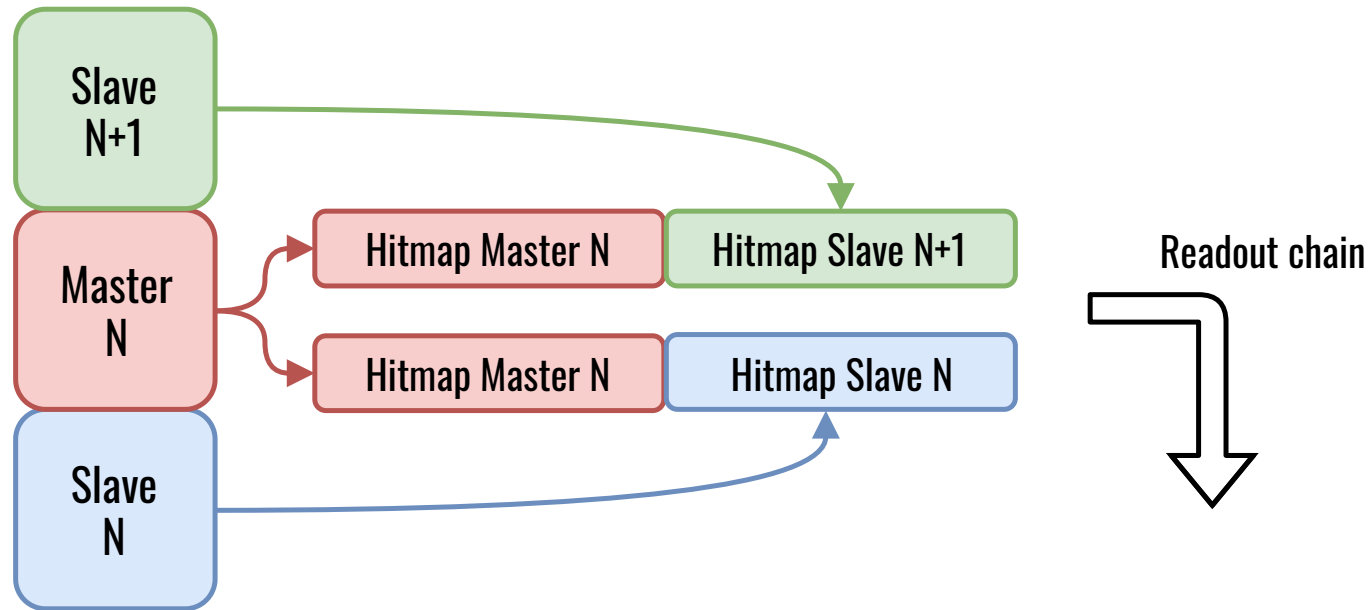 Slave
N+1
Master
N
Slave
N
Hitmap Master N
Hitmap Slave N+1
Hitmap Master N
Hitmap Slave N
Readout chain